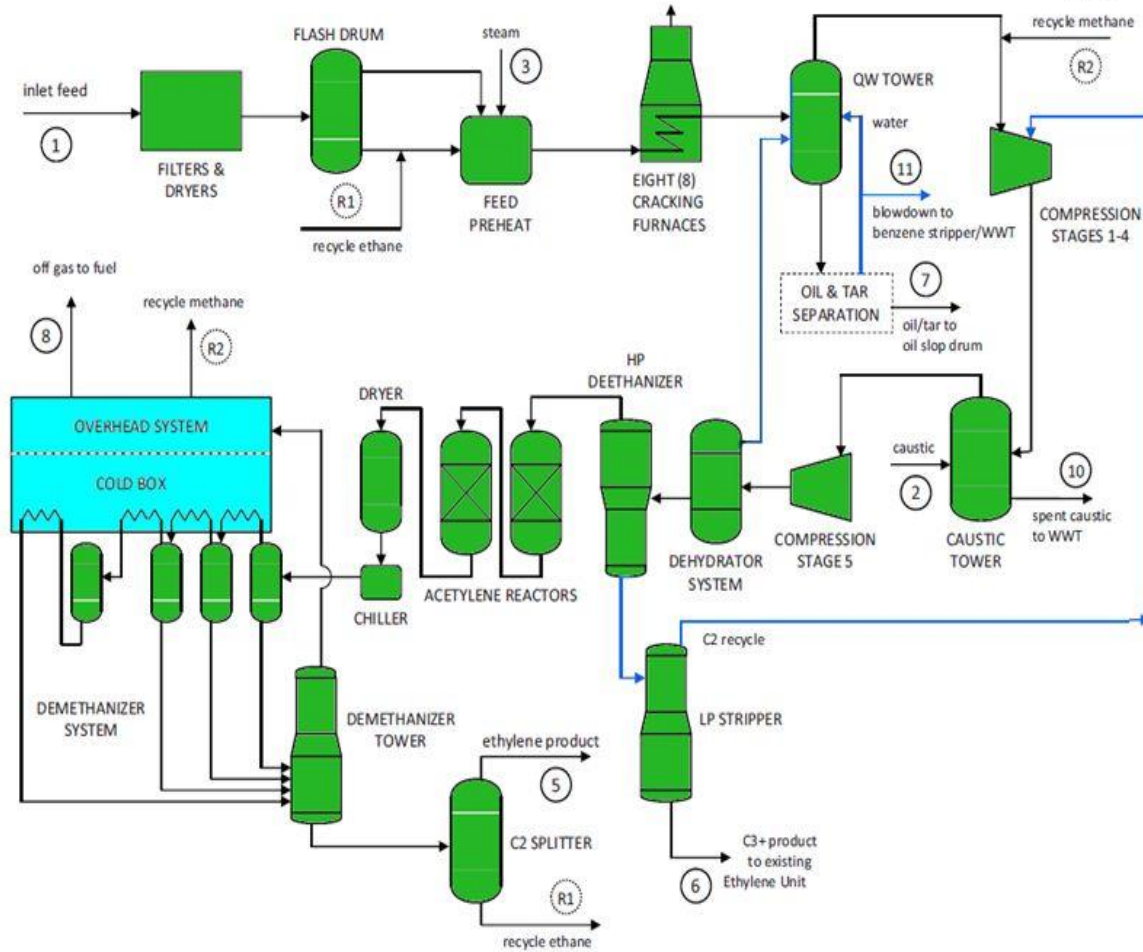 FLASH DRUM
steam
3
recycle methane
R2
inlet feed
1
FILTERS &
DRYERS
R1
recycle ethane
FEED
PREHEAT
EIGHT (8)
CRACKING
FURNACES
QW TOWER
water
11
blowdown to
benzene stripper/WWT
COMPRESSION
STAGES 1-4
OIL & TAR
SEPARATION
7
oil/tar to
oil slop drum
off gas to fuel
8
recycle methane
R2
OVERHEAD SYSTEM
COLD BOX
DRYER
HP
DEETHANIZER
caustic
2
10
spent caustic
to WWT
CAUSTIC
TOWER
COMPRESSION
STAGE 5
DEHYDRATOR
SYSTEM
ACETYLENE REACTORS
CHILLER
C2 recycle
LP STRIPPER
DEMETHANIZER
SYSTEM
DEMETHANIZER
TOWER
ethylene product
5
C2 SPLITTER
R1
recycle ethane
C3+ product
to existing
Ethylene Unit
6